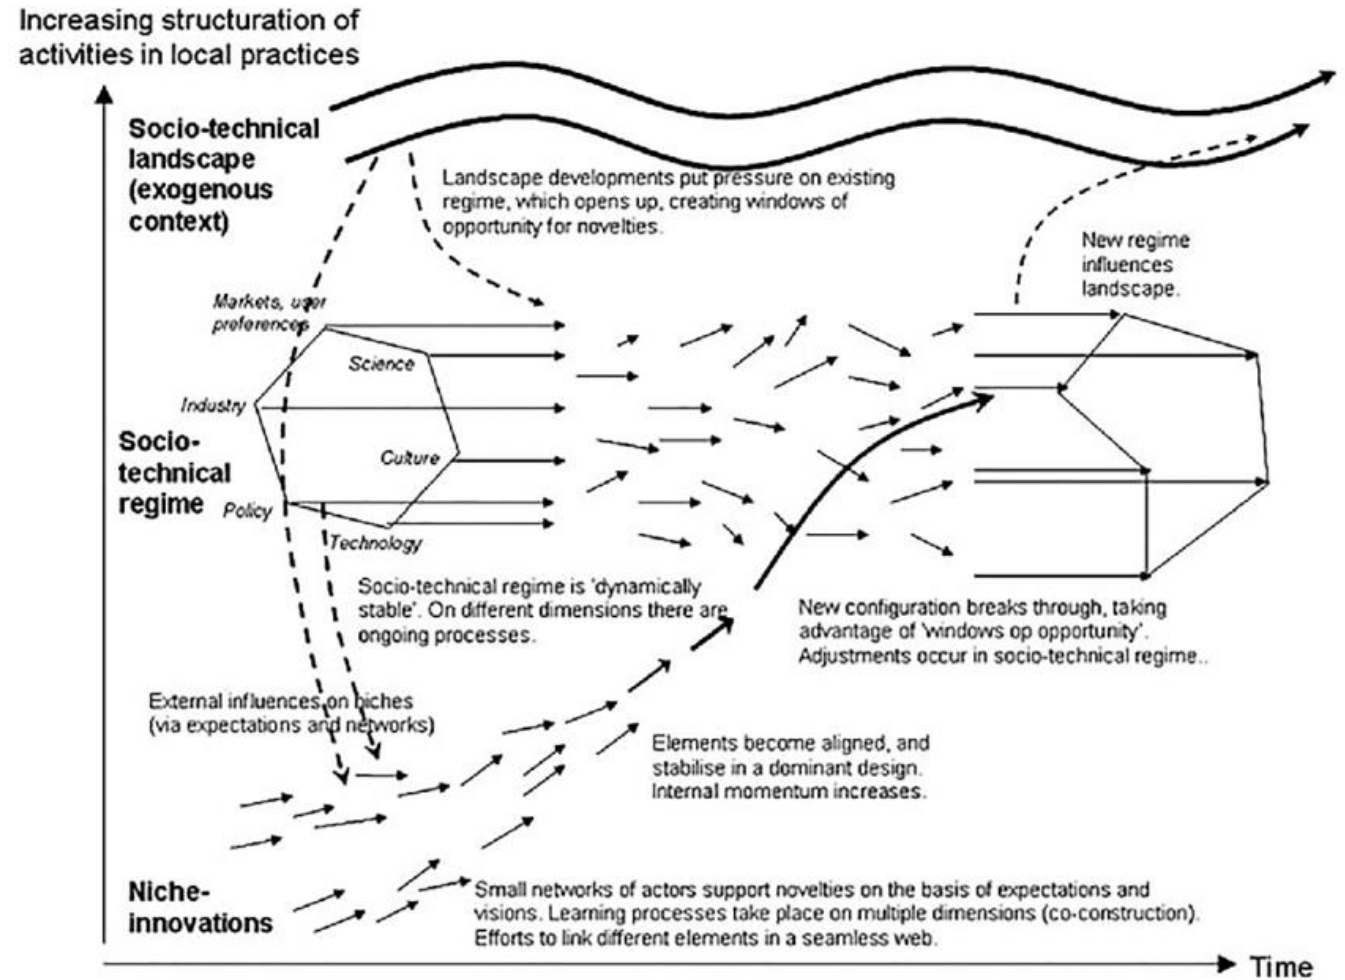 Increasing structuration of
activities in local practices
Socio-technical
landscape
(exogenous
context)
Landscape developments put pressure on existing
regime, which opens up, creating windows of
opportunity for novelties.
New regime
influences
landscape.
Markets, user
preferences
Science
Industry
Culture
Socio-
technical
regime
Policy
Technology
Socio-technical regime is 'dynamically
stable'. On different dimensions there are
ongoing processes.
New configuration breaks through, taking
advantage of 'windows op opportunity'.
Adjustments occur in socio-technical regime..
External influences on niches
(via expectations and networks)
Elements become aligned, and
stabilise in a dominant design.
Internal momentum increases.
Niche-
innovations
Small networks of actors support novelties on the basis of expectations and
visions. Learning processes take place on multiple dimensions (co-construction).
Efforts to link different elements in a seamless web.
Time